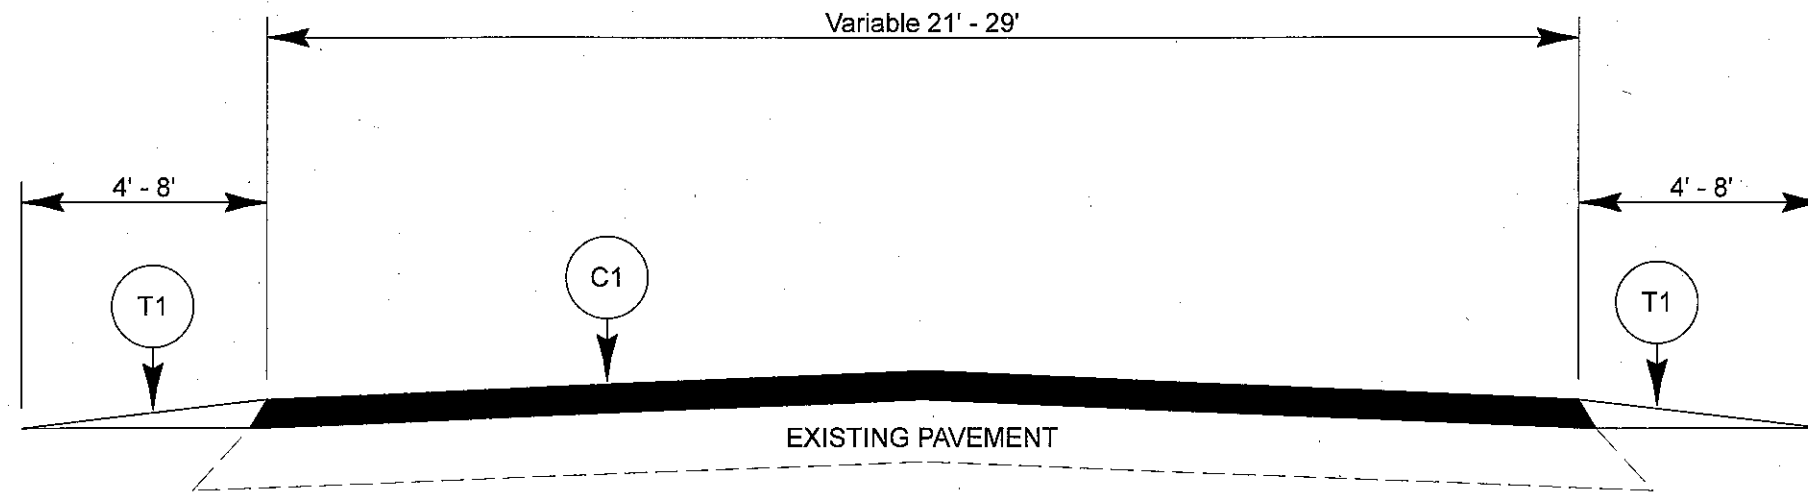 Variable 21' - 29'
4' - 8'
4' - 8'
T1
C1
T1
EXISTING PAVEMENT